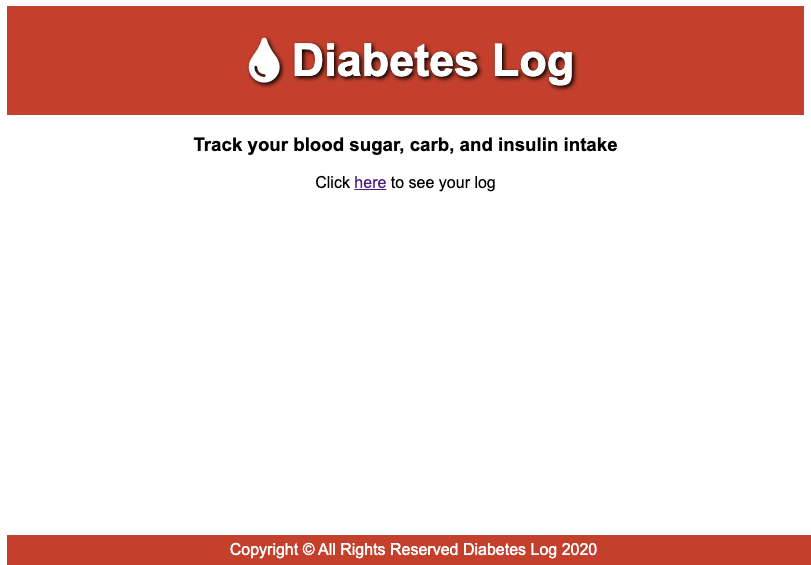 Diabetes Log
Track your blood sugar, carb, and insulin intake
Click here to see your log
Copyright © All Rights Reserved Diabetes Log 2020